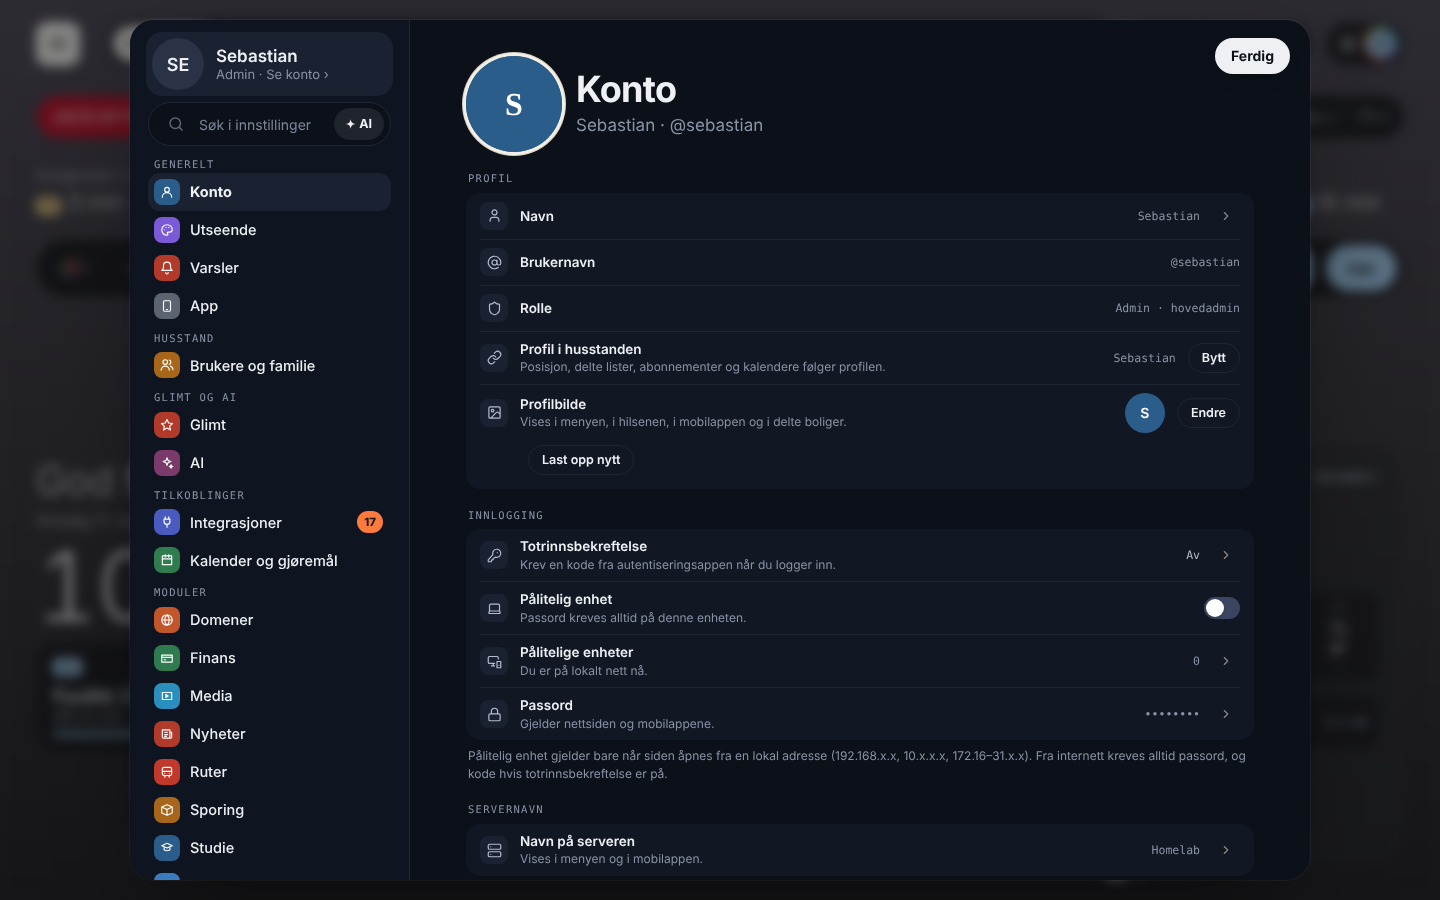 SE
Sebastian
Admin · Se konto ›
Søk i innstillinger
✦ AI
GENERELT
Konto
Utseende
Varsler
App
HUSSTAND
Brukere og familie
GLIMT OG AI
Glimt
AI
TILKOBLINGER
Integrasjoner 17
Kalender og gjøremål
MODULER
Domener
Finans
Media
Nyheter
Ruter
Sporing
Studie
Ferdig
S
Konto
Sebastian · @sebastian
PROFIL
Navn Sebastian
Brukernavn @sebastian
Rolle Admin · hovedadmin
Profil i husstanden
Posisjon, delte lister, abonnementer og kalendere følger profilen.
Sebastian Bytt
Profilbilde
Vises i menyen, i hilsenen, i mobilappen og i delte boliger.
S Endre
Last opp nytt
INNLOGGING
Totrinnsbekreftelse
Krev en kode fra autentiseringsappen når du logger inn.
Av
Pålitelig enhet
Passord kreves alltid på denne enheten.
Pålitelige enheter
Du er på lokalt nett nå.
0
Passord
Gjelder nettsiden og mobilappene.
••••••••
Pålitelig enhet gjelder bare når siden åpnes fra en lokal adresse (192.168.x.x, 10.x.x.x, 172.16–31.x.x). Fra internett kreves alltid passord, og
kode hvis totrinnsbekreftelse er på.
SERVERNAVN
Navn på serveren
Vises i menyen og i mobilappen.
Homelab
God
10